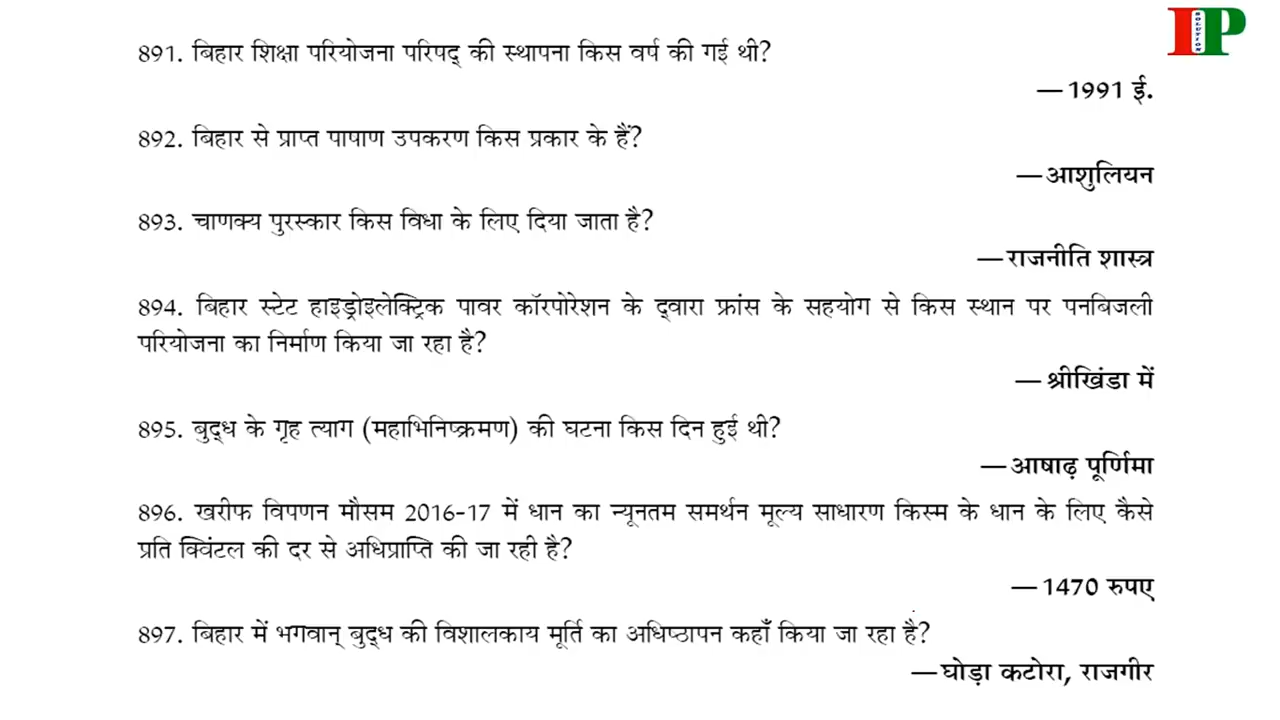 IP
SOLUTION
891. बिहार शिक्षा परियोजना परिषद् की स्थापना किस वर्ष की गई थी?
—1991 ई.
892. बिहार से प्राप्त पाषाण उपकरण किस प्रकार के हैं?
—आशुलियन
893. चाणक्य पुरस्कार किस विधा के लिए दिया जाता है?
—राजनीति शास्त्र
894. बिहार स्टेट हाइड्रोइलेक्ट्रिक पावर कॉरपोरेशन के द्वारा फ्रांस के सहयोग से किस स्थान पर पनबिजली
परियोजना का निर्माण किया जा रहा है?
—श्रीखिंडा में
895. बुद्ध के गृह त्याग (महाभिनिष्क्रमण) की घटना किस दिन हुई थी?
—आषाढ़ पूर्णिमा
896. खरीफ विपणन मौसम 2016-17 में धान का न्यूनतम समर्थन मूल्य साधारण किस्म के धान के लिए कैसे
प्रति क्विंटल की दर से अधिप्राप्ति की जा रही है?
—1470 रुपए
897. बिहार में भगवान् बुद्ध की विशालकाय मूर्ति का अधिष्ठापन कहाँ किया जा रहा है?
—घोड़ा कटोरा, राजगीर